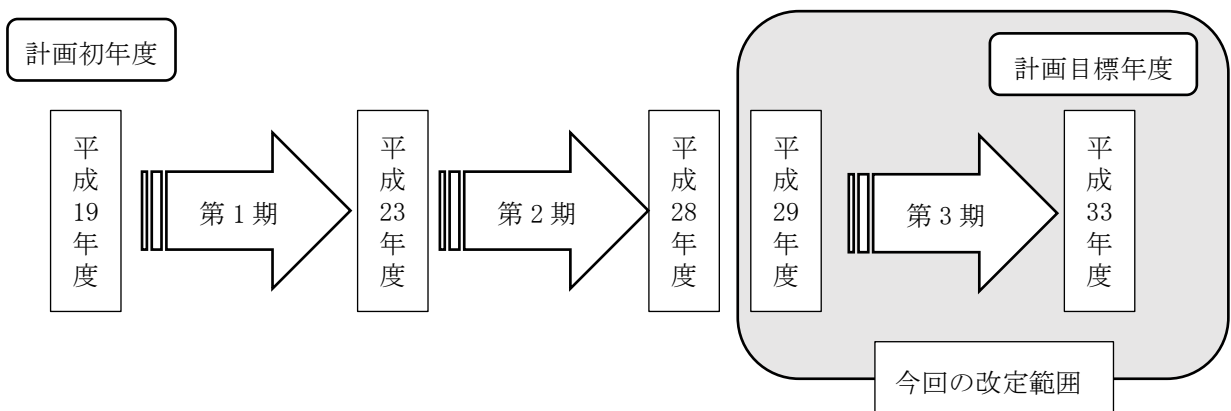 計画初年度
計画目標年度
平成19年度
第1期
平成23年度
第2期
平成28年度
平成29年度
第3期
平成33年度
今回の改定範囲